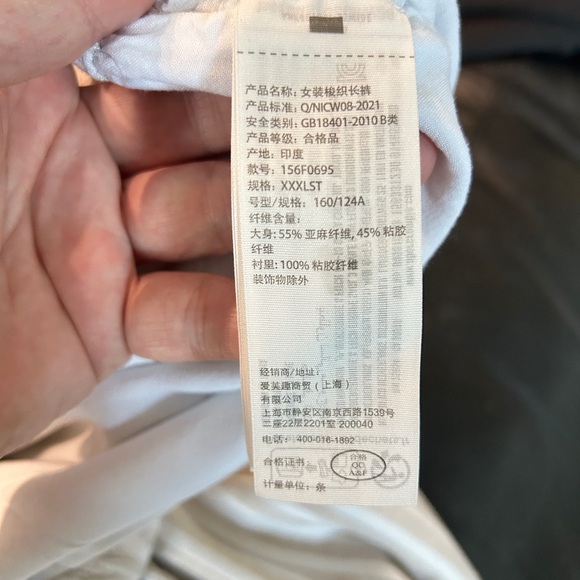 产品名称: 女装梭织长裤
产品标准: Q/NICW08-2021
安全类别: GB18401-2010 B类
产品等级: 合格品
产地: 印度
款号: 156F0695
规格: XXXLST
号型/规格: 160/124A
纤维含量:
大身: 55% 亚麻纤维, 45% 粘胶
纤维
衬里: 100% 粘胶纤维
装饰物除外
经销商/地址:
爱芙趣商贸 (上海)
有限公司
上海市静安区南京西路1539号
二座22层2201室 200040
电话: 400-016-1892
合格证书
合格
QC
A&F
计量单位: 条